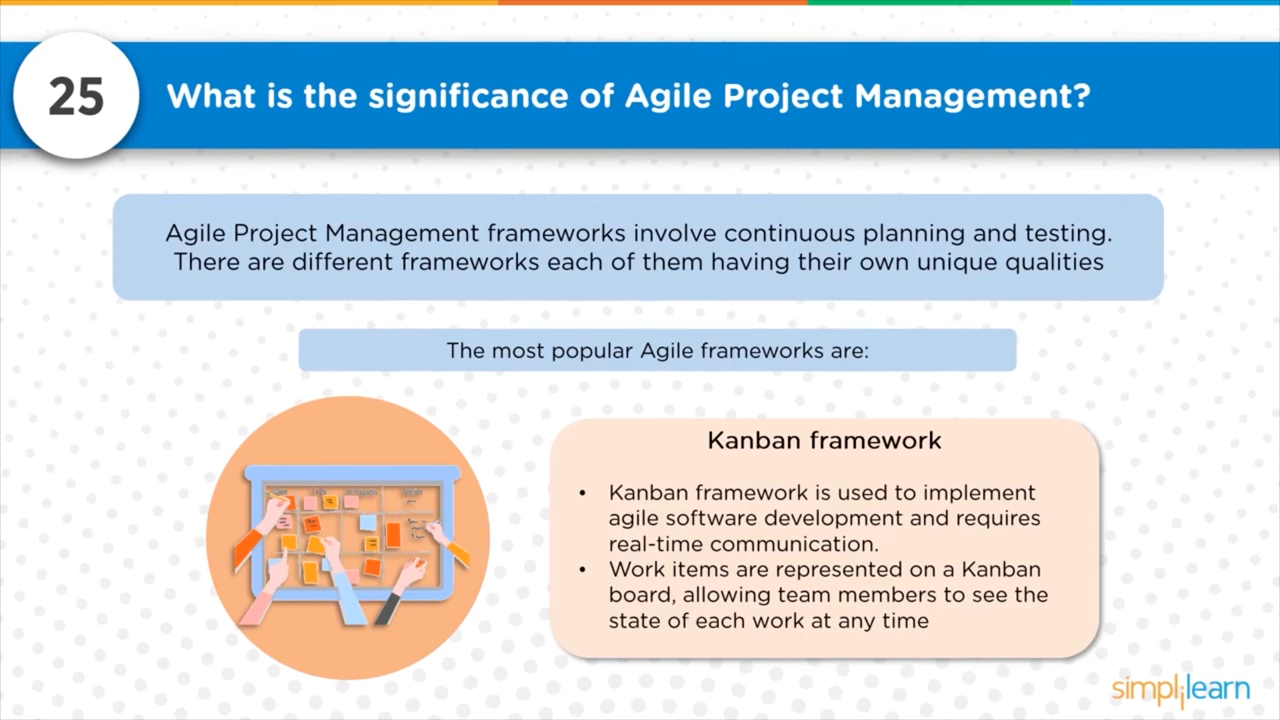 25
What is the significance of Agile Project Management?
Agile Project Management frameworks involve continuous planning and testing.
There are different frameworks each of them having their own unique qualities
The most popular Agile frameworks are:
Kanban framework
• Kanban framework is used to implement
agile software development and requires
real-time communication.
• Work items are represented on a Kanban
board, allowing team members to see the
state of each work at any time
simplilearn